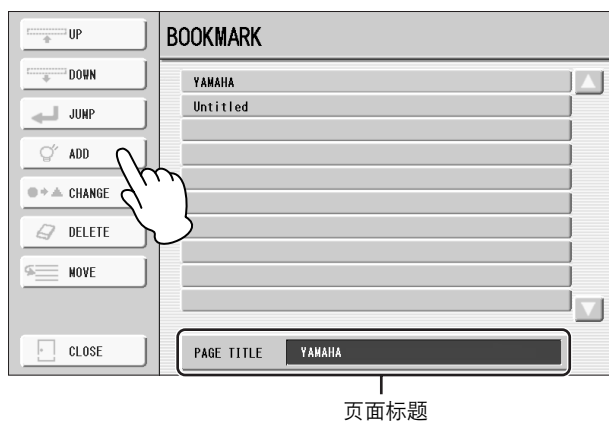 UP
DOWN
JUMP
ADD
CHANGE
DELETE
MOVE
CLOSE
BOOKMARK
YAMAHA
Untitled
PAGE TITLE YAMAHA
页面标题